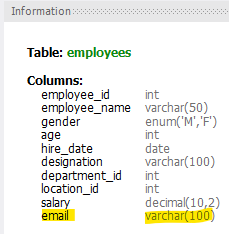 Information
Table: employees
Columns:
employee_id int
employee_name varchar(50)
gender enum('M','F')
age int
hire_date date
designation varchar(100)
department_id int
location_id int
salary decimal(10,2)
email varchar(100)